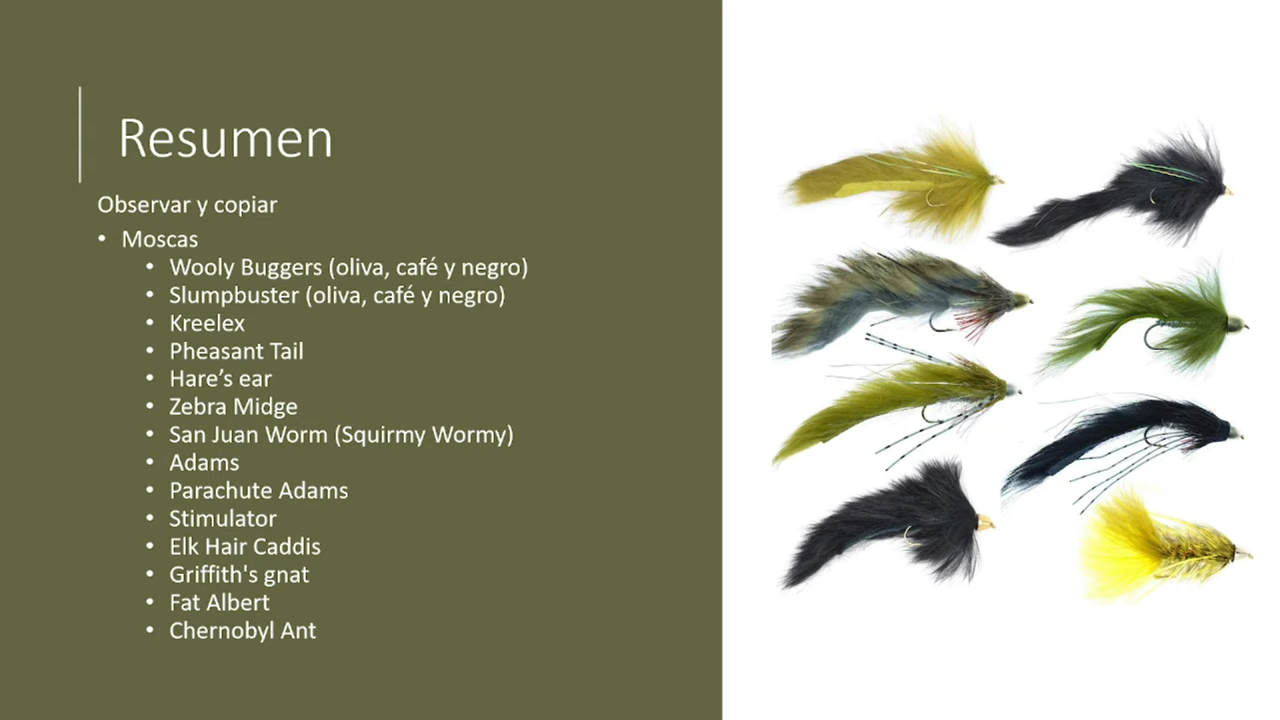 Resumen
Observar y copiar
• Moscas
• Wooly Buggers (oliva, café y negro)
• Slumpbuster (oliva, café y negro)
• Kreelex
• Pheasant Tail
• Hare’s ear
• Zebra Midge
• San Juan Worm (Squirmy Wormy)
• Adams
• Parachute Adams
• Stimulator
• Elk Hair Caddis
• Griffith's gnat
• Fat Albert
• Chernobyl Ant